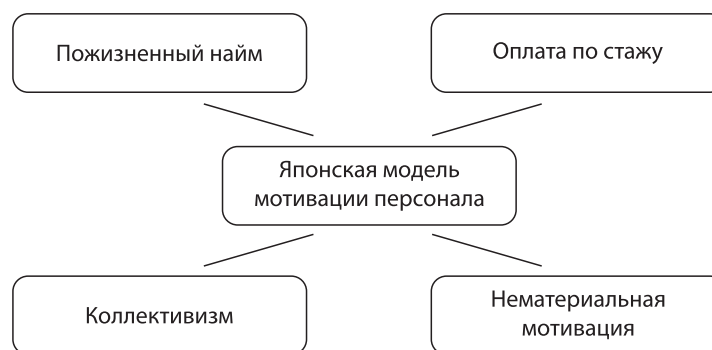 Пожизненный найм
Оплата по стажу
Японская модель
мотивации персонала
Коллективизм
Нематериальная
мотивация